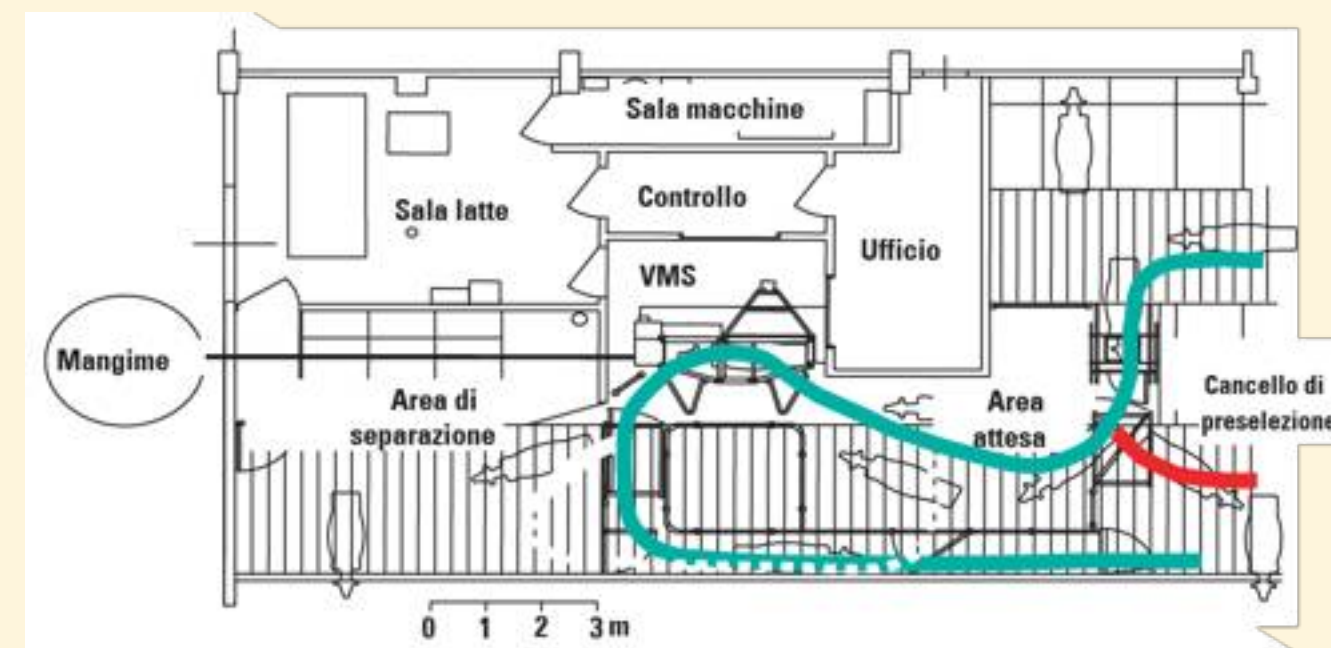 Sala macchine
Controllo
Sala latte
Ufficio
VMS
Mangime
Area di
separazione
Area
attesa
Cancello di
preselezione
0 1 2 3 m